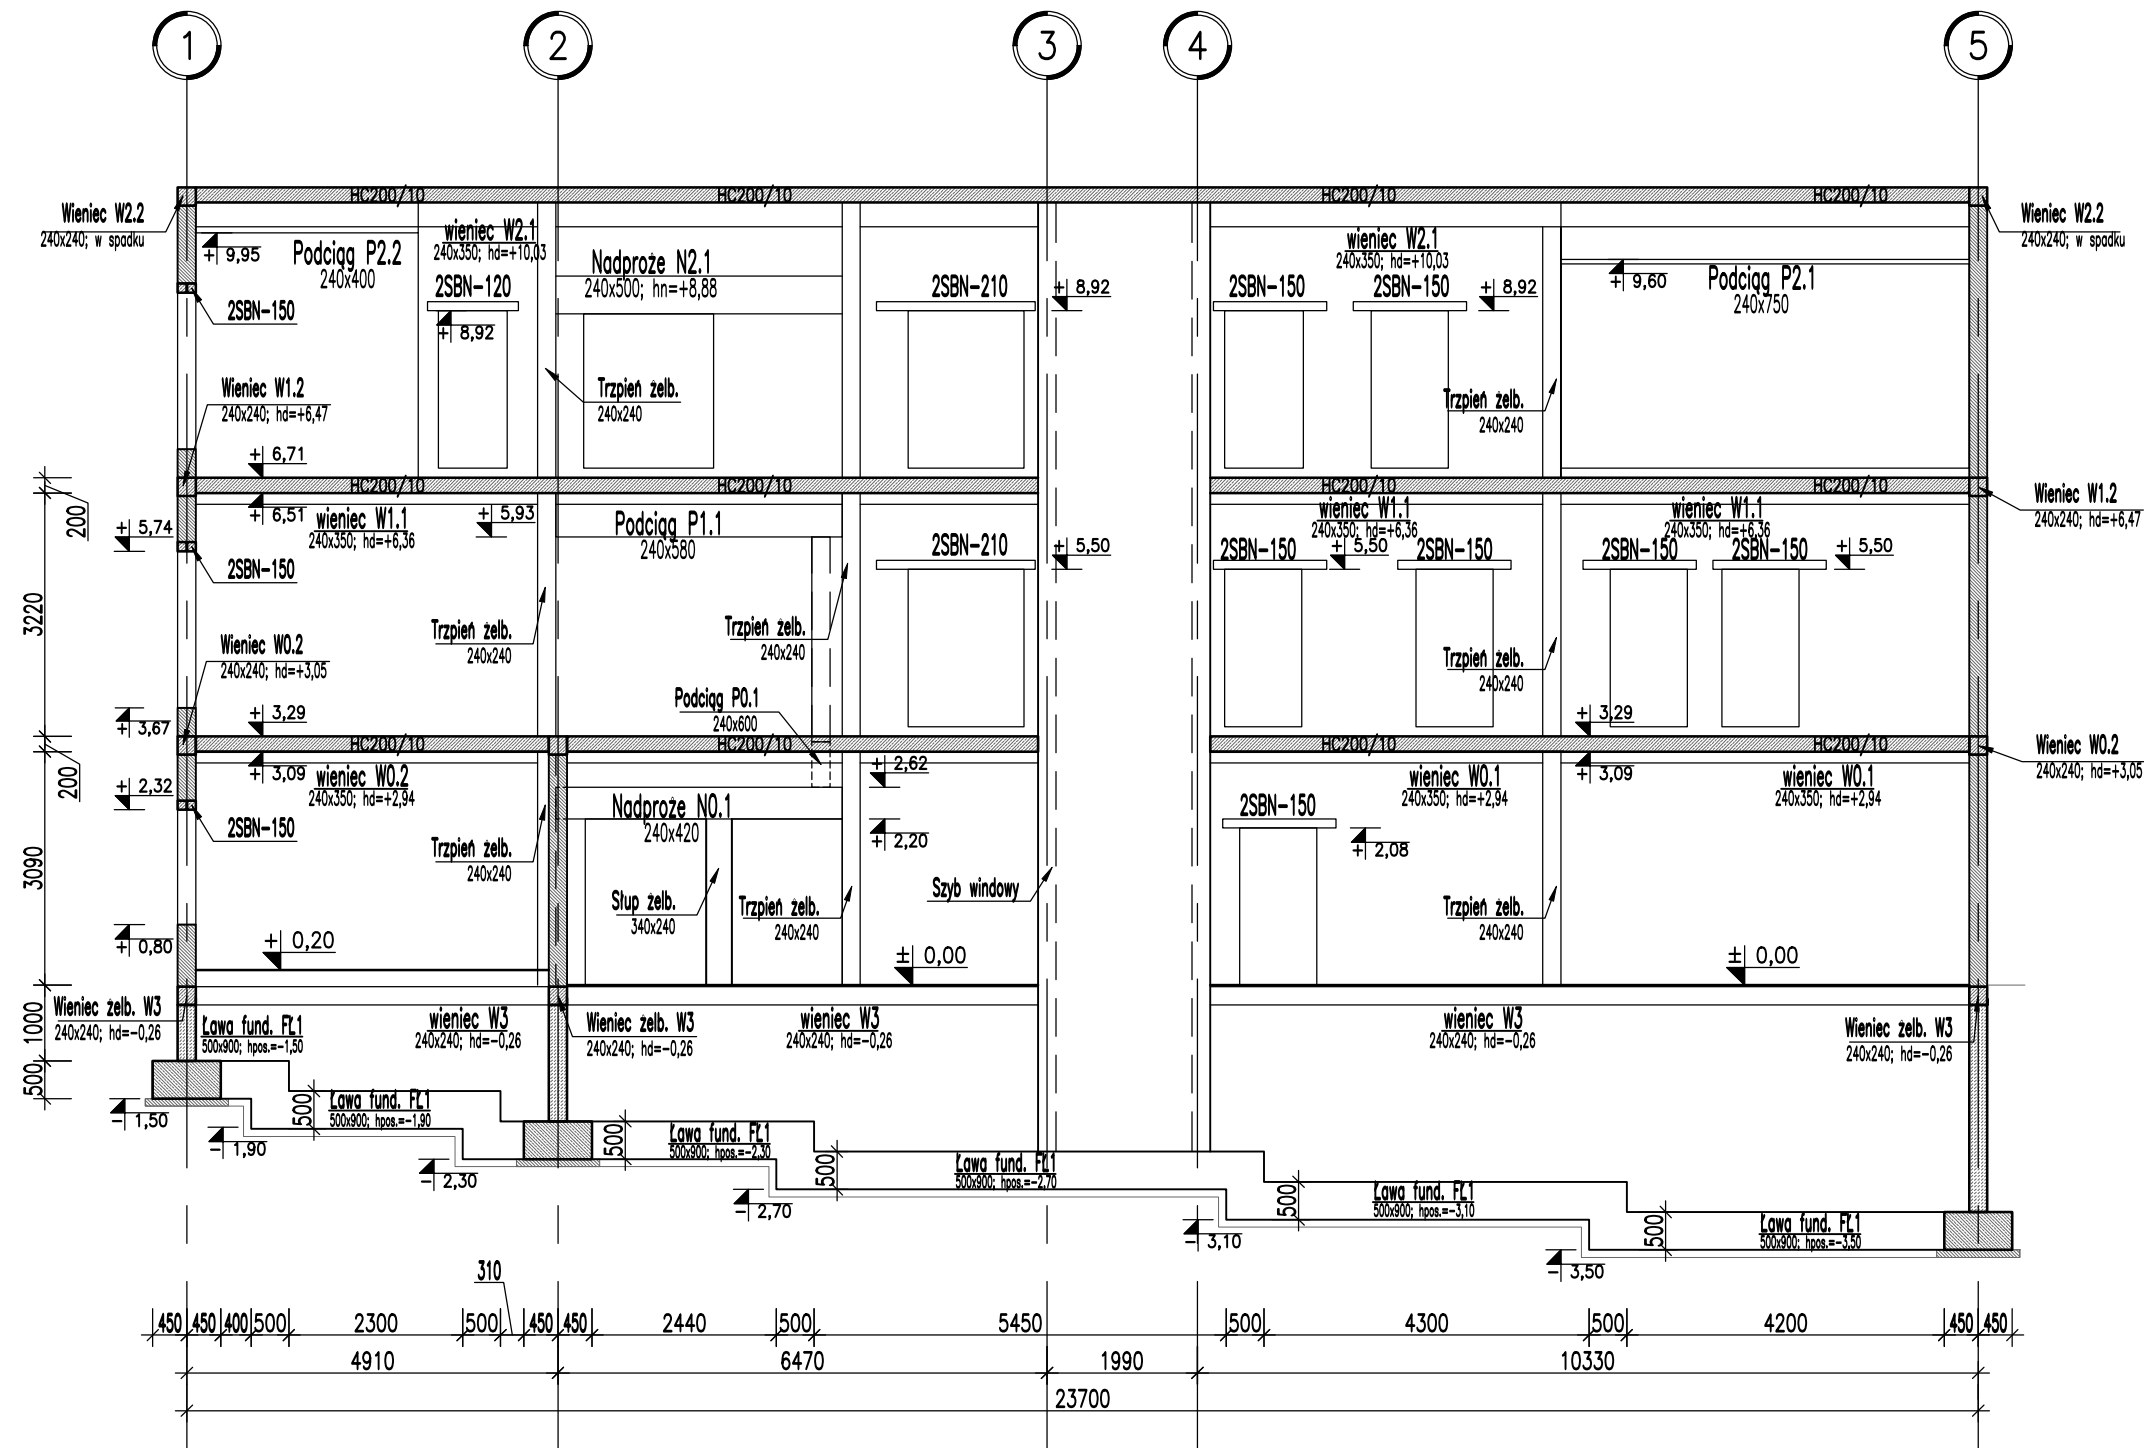 1 2 3 4 5
HC200/10 HC200/10 HC200/10 HC200/10
Wieniec W2.2
240x240; w spadku
+ 9,95
Podciąg P2.2
240x400
wieniec W2.1
240x350; hd=+10,03
2SBN-120
+ 8,92
Nadproże N2.1
240x500; hn=+8,88
2SBN-210
+ 8,92
2SBN-150
wieniec W2.1
240x350; hd=+10,03
2SBN-150
+ 8,92
+ 9,60
Podciąg P2.1
240x750
Wieniec W2.2
240x240; w spadku
2SBN-150
Wieniec W1.2
240x240; hd=+6,47
Trzpień żelb.
240x240
Trzpień żelb.
240x240
+ 6,71
HC200/10 HC200/10 HC200/10 HC200/10
200
+ 6,51
+ 5,74
wieniec W1.1
240x350; hd=+6,36
+ 5,93
Podciąg P1.1
240x580
2SBN-210
+ 5,50
wieniec W1.1
240x350; hd=+6,36
2SBN-150
+ 5,50
2SBN-150
wieniec W1.1
240x350; hd=+6,36
2SBN-150
2SBN-150
+ 5,50
Wieniec W1.2
240x240; hd=+6,47
2SBN-150
3220
Wieniec W0.2
240x240; hd=+3,05
Trzpień żelb.
240x240
Trzpień żelb.
240x240
Trzpień żelb.
240x240
Podciąg P0.1
240x600
+ 3,67
+ 3,29
+ 3,29
HC200/10 HC200/10 HC200/10 HC200/10
Wieniec W0.2
240x240; hd=+3,05
200
+ 3,09
wieniec W0.2
240x350; hd=+2,94
+ 2,32
2SBN-150
+ 2,62
Nadproże N0.1
240x420
+ 2,20
2SBN-150
+ 2,08
wieniec W0.1
240x350; hd=+2,94
+ 3,09
wieniec W0.1
240x350; hd=+2,94
3090
Trzpień żelb.
240x240
Słup żelb.
340x240
Trzpień żelb.
240x240
Szyb windowy
Trzpień żelb.
240x240
+ 0,80
+ 0,20
± 0,00
± 0,00
Wieniec żelb. W3
240x240; hd=-0,26
1000
Ława fund. FŁ1
500x900; hpos.=-1,50
wieniec W3
240x240; hd=-0,26
Wieniec żelb. W3
240x240; hd=-0,26
wieniec W3
240x240; hd=-0,26
wieniec W3
240x240; hd=-0,26
Wieniec żelb. W3
240x240; hd=-0,26
500
- 1,50
500
Ława fund. FŁ1
500x900; hpos.=-1,90
- 1,90
500
Ława fund. FŁ1
500x900; hpos.=-2,30
- 2,30
500
Ława fund. FŁ1
500x900; hpos.=-2,70
- 2,70
500
Ława fund. FŁ1
500x900; hpos.=-3,10
- 3,10
500
Ława fund. FŁ1
500x900; hpos.=-3,50
- 3,50
310
450 450 400 500 2300 500 450 450 2440 500 5450 500 4300 500 4200 450 450
4910 6470 1990 10330
23700